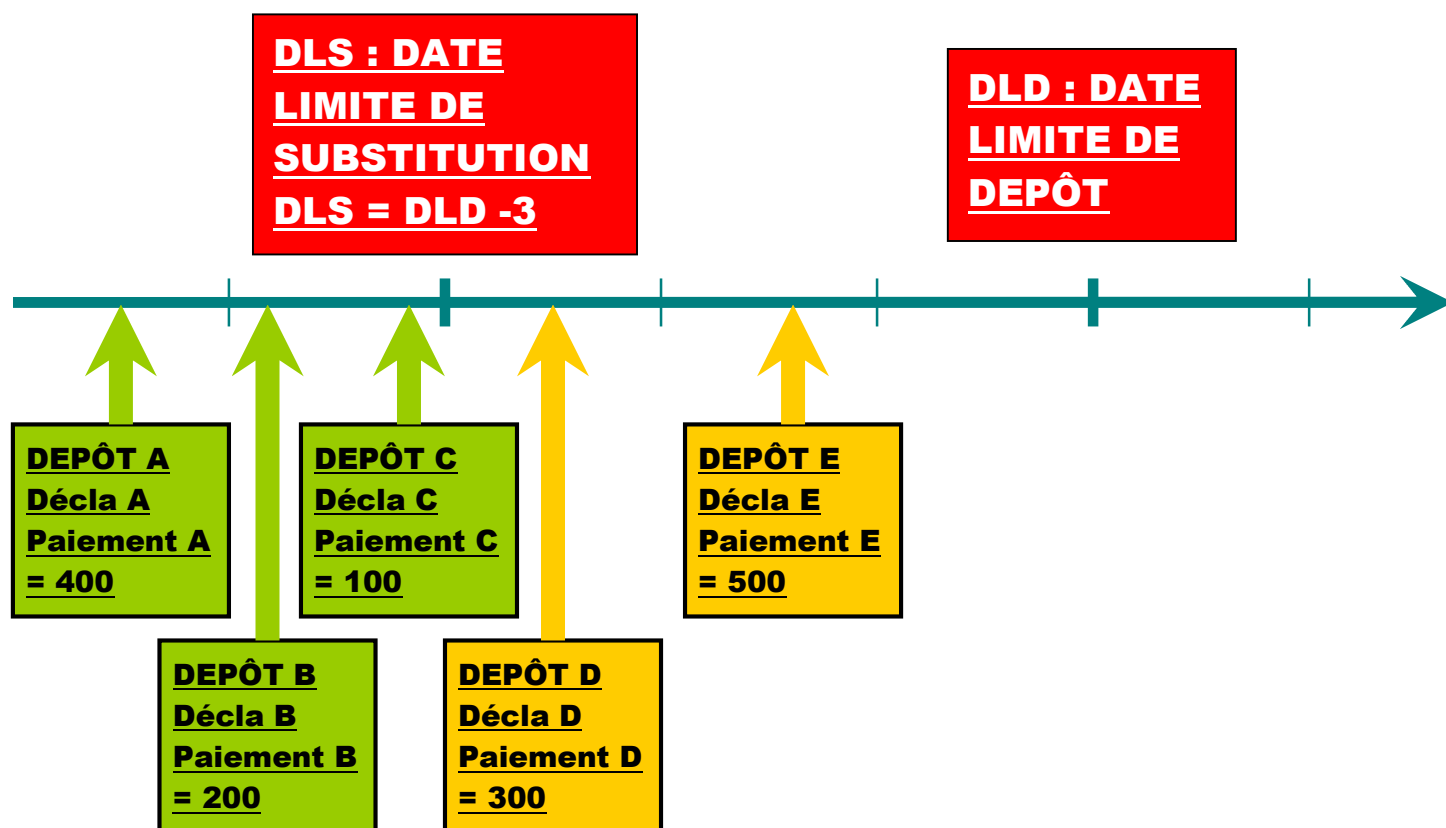 DLS : DATE
LIMITE DE
SUBSTITUTION
DLS = DLD -3
DLD : DATE
LIMITE DE
DEPÔT
DEPÔT A
Décla A
Paiement A
= 400
DEPÔT C
Décla C
Paiement C
= 100
DEPÔT E
Décla E
Paiement E
= 500
DEPÔT B
Décla B
Paiement B
= 200
DEPÔT D
Décla D
Paiement D
= 300